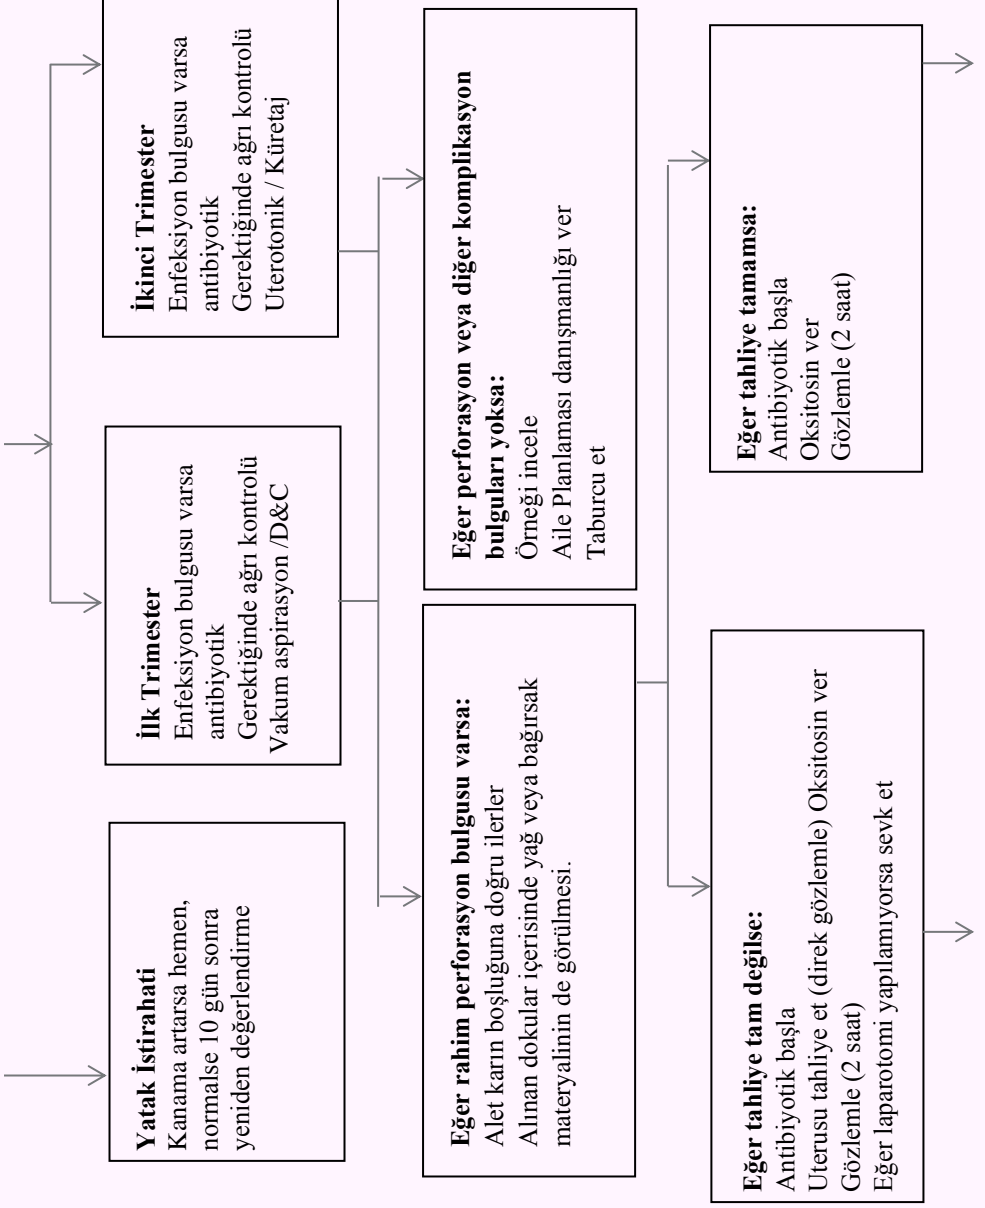 Yatak İstirahati
Kanama artarsa hemen,
normalse 10 gün sonra
yeniden değerlendirme
İlk Trimester
Enfeksiyon bulgusu varsa
antibiyotik
Gerektiğinde ağrı kontrolü
Vakum aspirasyon /D&C
İkinci Trimester
Enfeksiyon bulgusu varsa
antibiyotik
Gerektiğinde ağrı kontrolü
Uterotonik / Küretaj
Eğer rahim perforasyon bulgusu varsa:
Alet karın boşluğuna doğru ilerler
Alınan dokular içerisinde yağ veya bağırsak
materyalinin de görülmesi.
Eğer perforasyon veya diğer komplikasyon
bulguları yoksa:
Örneği incele
Aile Planlaması danışmanlığı ver
Taburcu et
Eğer tahliye tam değilse:
Antibiyotik başla
Uterusu tahliye et (direk gözlemle) Oksitosin ver
Gözlemle (2 saat)
Eğer laparotomi yapılamıyorsa sevk et
Eğer tahliye tamamsa:
Antibiyotik başla
Oksitosin ver
Gözlemle (2 saat)